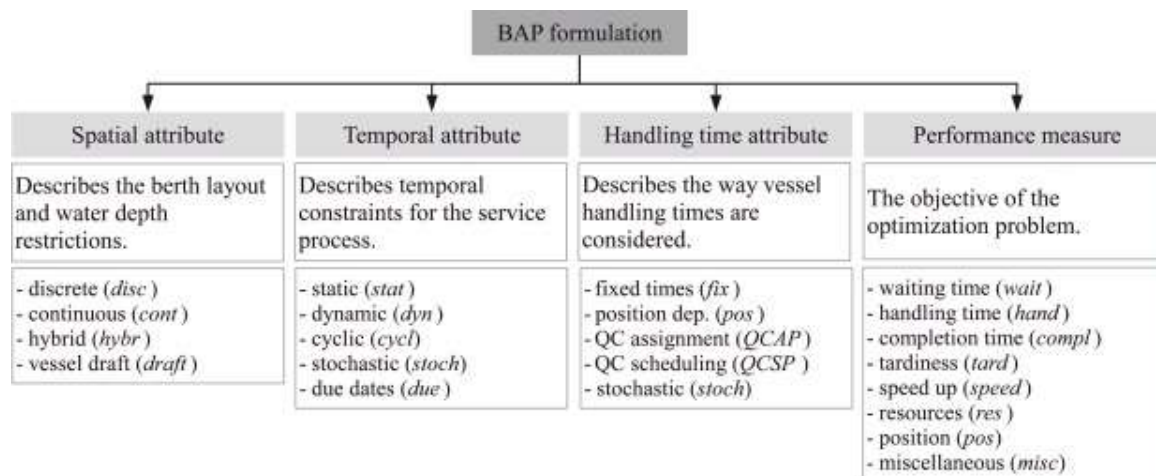 BAP formulation
Spatial attribute
Describes the berth layout
and water depth
restrictions.
- discrete (disc )
- continuous (cont )
- hybrid (hybr )
- vessel draft (draft )
Temporal attribute
Describes temporal
constraints for the service
process.
- static (stat )
- dynamic (dyn )
- cyclic (cycl)
- stochastic (stoch)
- due dates (due )
Handling time attribute
Describes the way vessel
handling times are
considered.
- fixed times (fix )
- position dep. (pos )
- QC assignment (QCAP )
- QC scheduling (QCSP )
- stochastic (stoch)
Performance measure
The objective of the
optimization problem.
- waiting time (wait )
- handling time (hand )
- completion time (compl )
- tardiness (tard )
- speed up (speed )
- resources (res )
- position (pos )
- miscellaneous (misc )